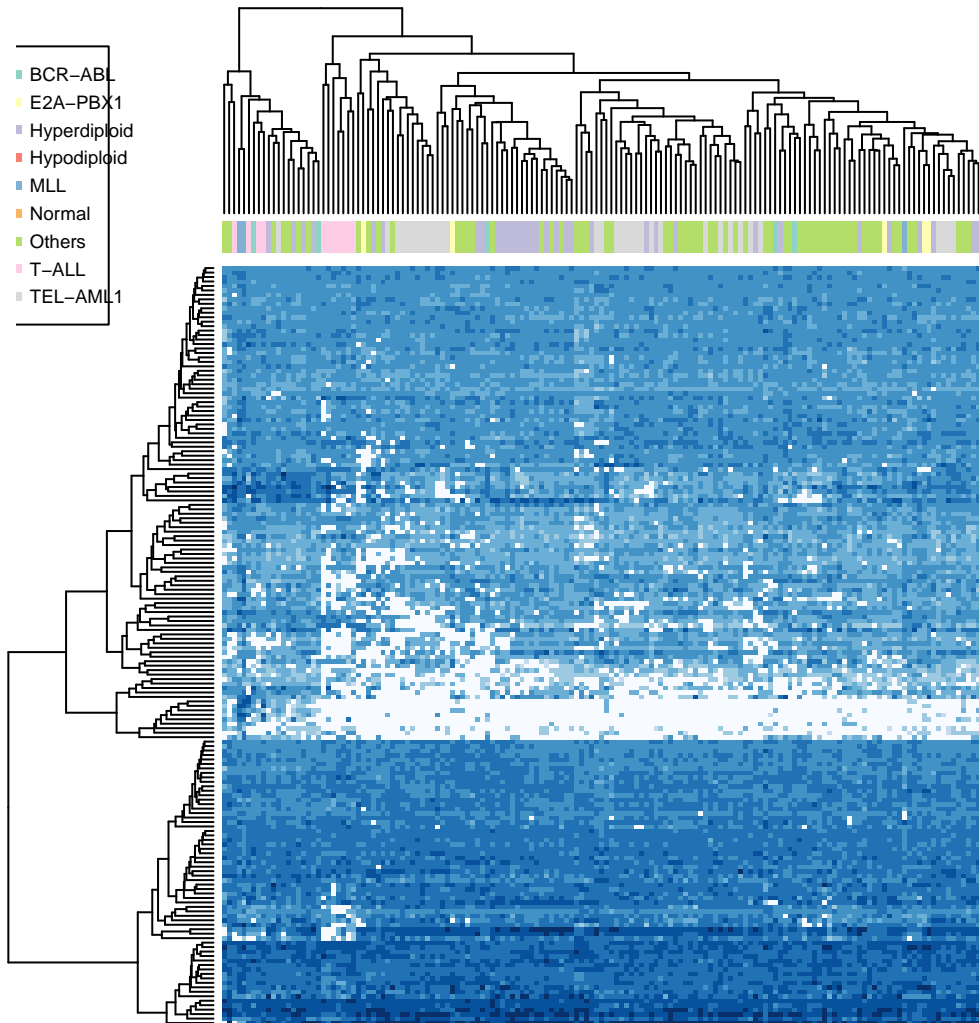 BCR−ABL
E2A−PBX1
Hyperdiploid
Hypodiploid
MLL
Normal
Others
T−ALL
TEL−AML1